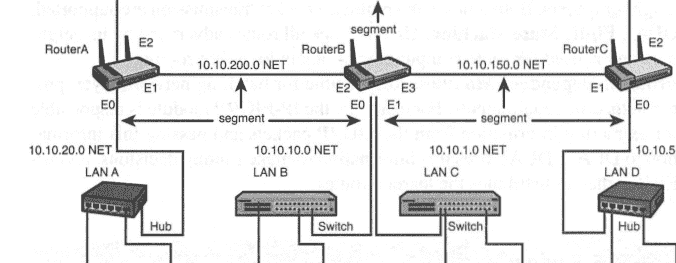 segment
RouterA
E2
RouterB
RouterC
E2
10.10.200.0 NET
10.10.150.0 NET
E1
E2
E3
E1
E0
E0
E1
E0
segment
segment
10.10.20.0 NET
10.10.10.0 NET
10.10.1.0 NET
10.10.5
LAN A
LAN B
LAN C
LAN D
Hub
Switch
Switch
Hub